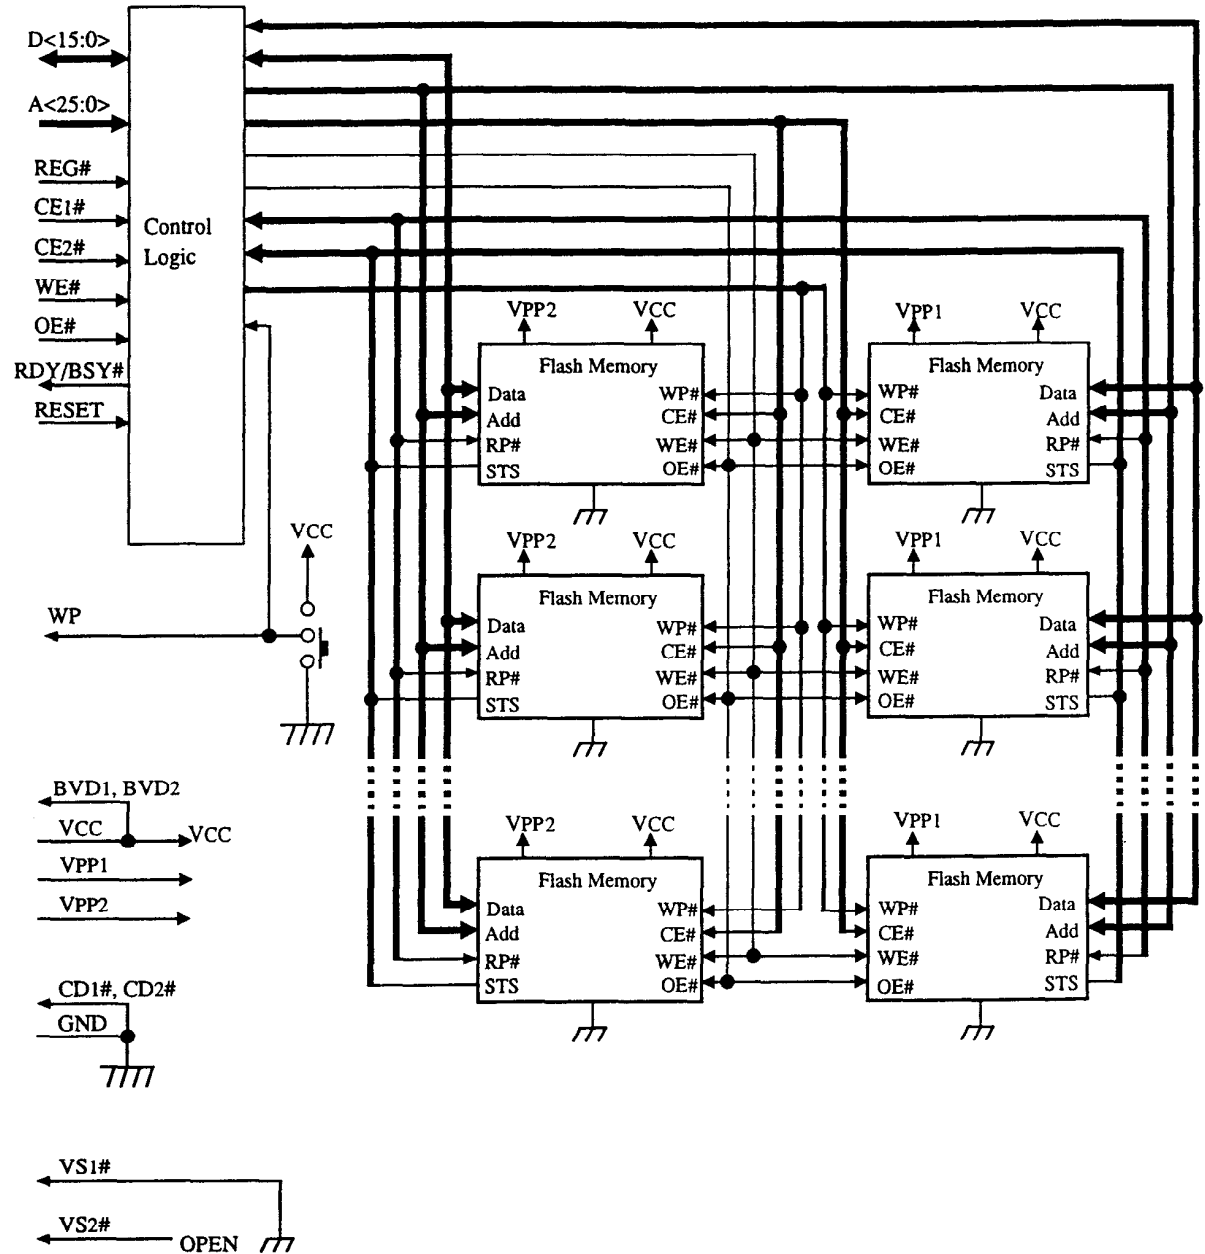 D<15:0>
A<25:0>
REG#
CE1#
CE2#
WE#
OE#
RDY/BSY#
RESET
Control
Logic
VPP2
VCC
Flash Memory
Data
Add
RP#
STS
WP#
CE#
WE#
OE#
VPP1
VCC
Flash Memory
WP#
CE#
WE#
OE#
Data
Add
RP#
STS
VCC
WP
VPP2
VCC
Flash Memory
Data
Add
RP#
STS
WP#
CE#
WE#
OE#
VPP1
VCC
Flash Memory
WP#
CE#
WE#
OE#
Data
Add
RP#
STS
BVD1, BVD2
VCC
VCC
VPP1
VPP2
VPP2
VCC
Flash Memory
Data
Add
RP#
STS
WP#
CE#
WE#
OE#
VPP1
VCC
Flash Memory
WP#
CE#
WE#
OE#
Data
Add
RP#
STS
CD1#, CD2#
GND
VS1#
VS2#
OPEN